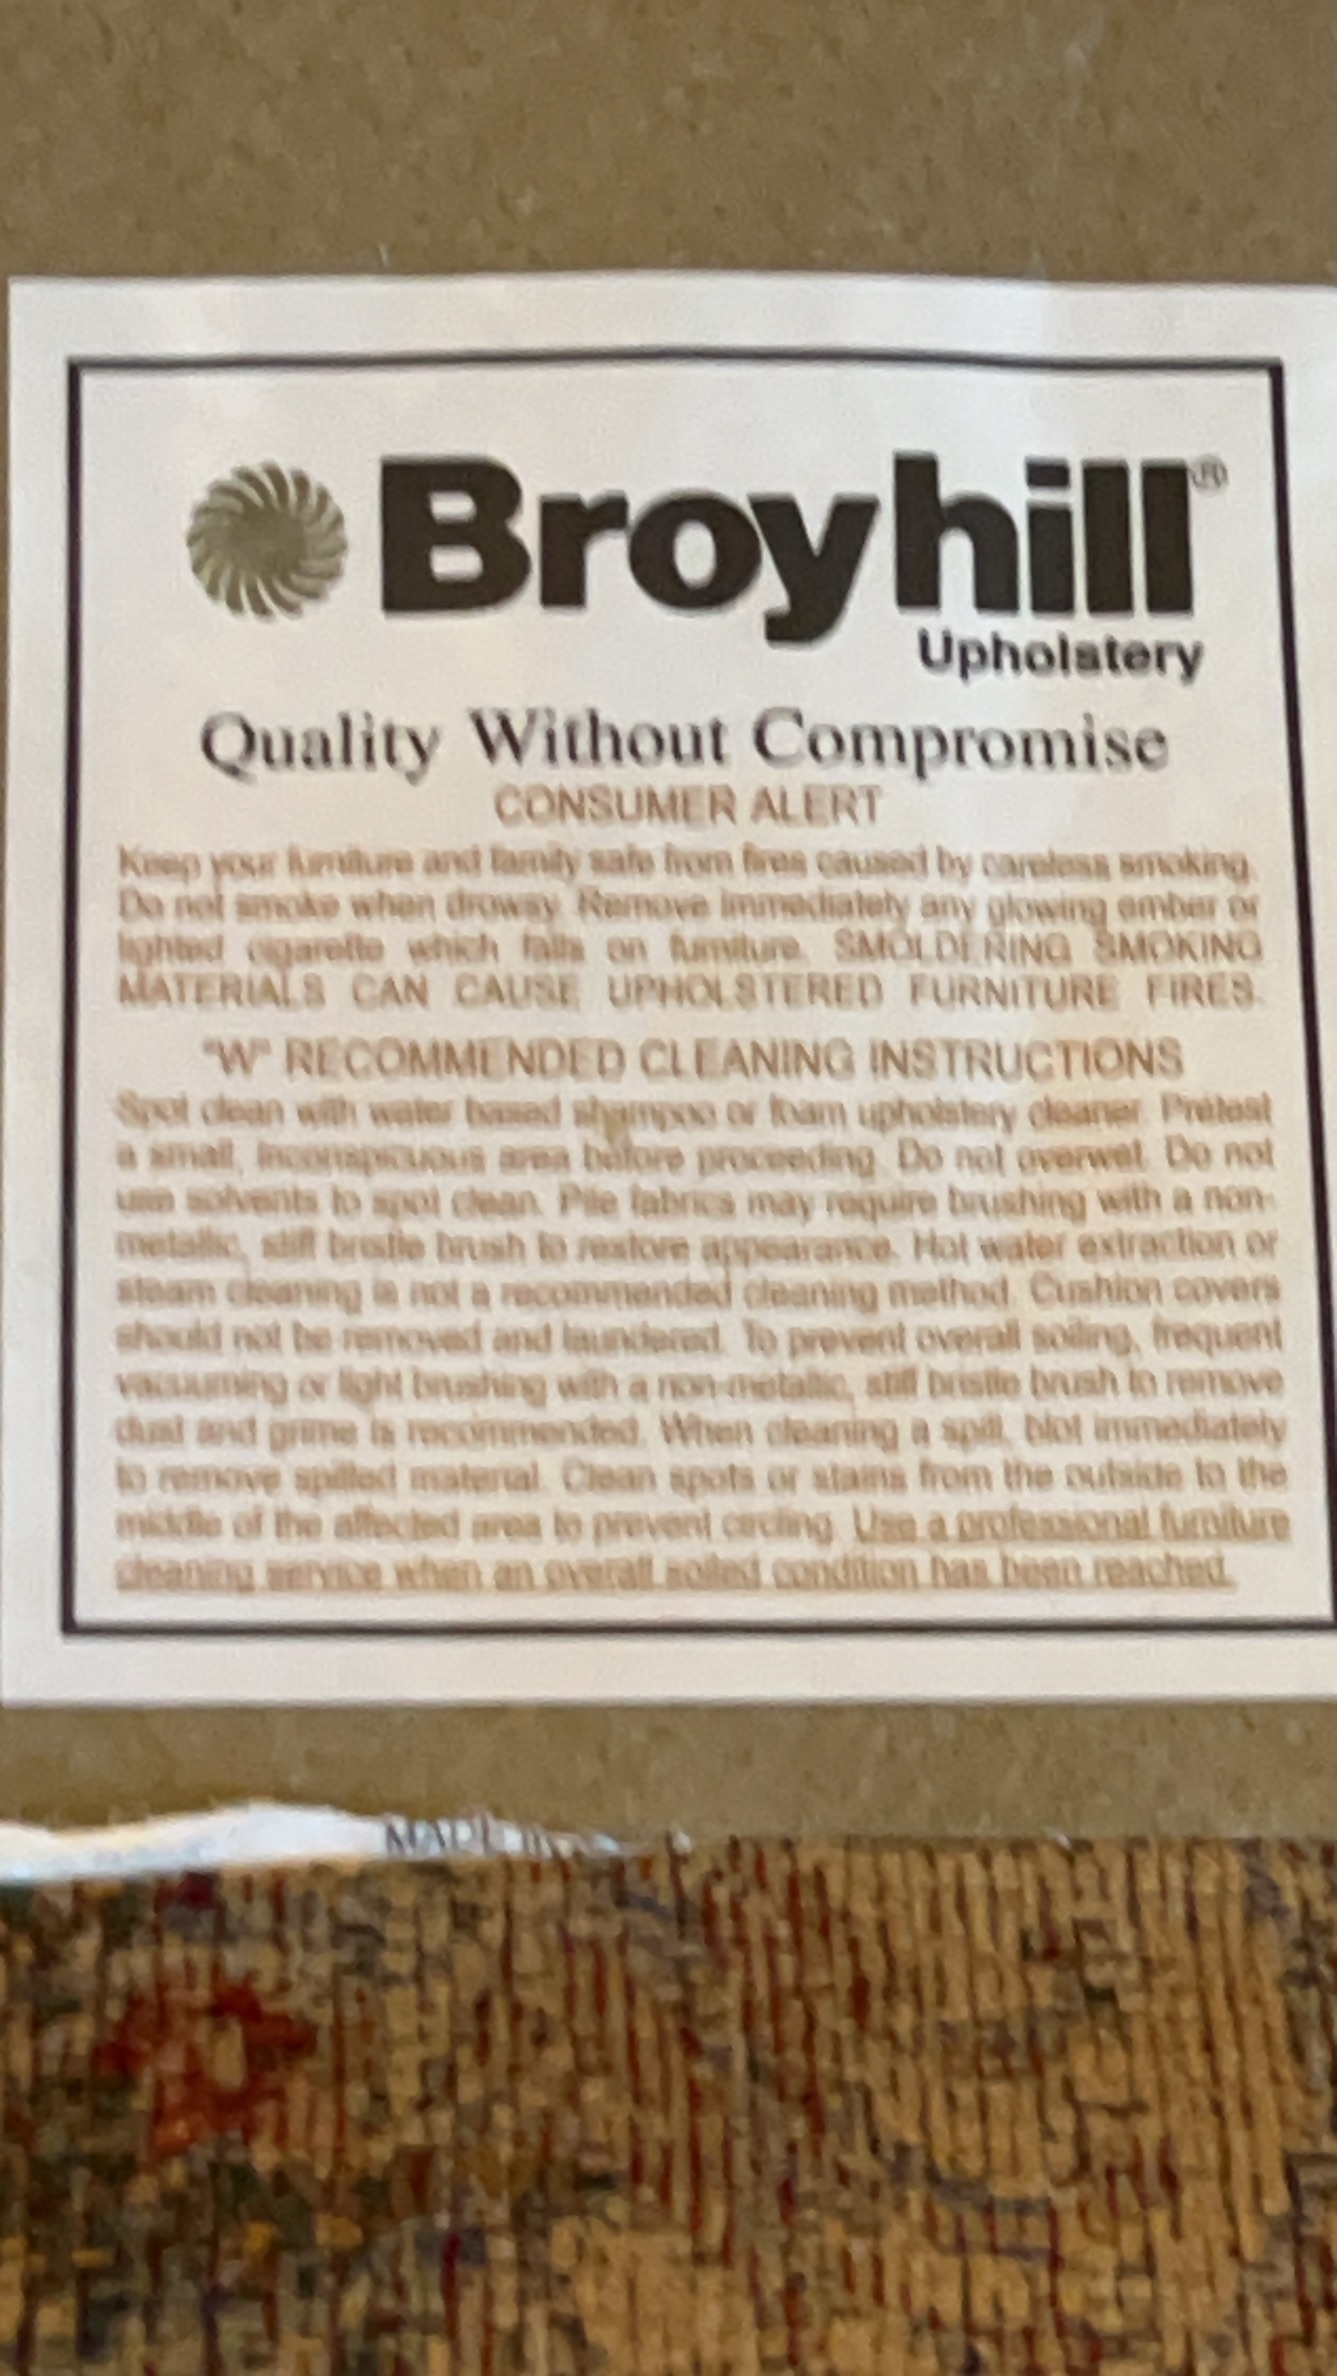 Broyhill®
Upholstery
Quality Without Compromise
CONSUMER ALERT
Keep your furniture and family safe from fires caused by careless smoking.
Do not smoke when drowsy. Remove immediately any glowing ember or
lighted cigarette which falls on furniture. SMOLDERING SMOKING
MATERIALS CAN CAUSE UPHOLSTERED FURNITURE FIRES.
"W" RECOMMENDED CLEANING INSTRUCTIONS
Spot clean with water based shampoo or foam upholstery cleaner. Pretest
a small, inconspicuous area before proceeding. Do not overwet. Do not
use solvents to spot clean. Pile fabrics may require brushing with a non-
metallic, stiff bristle brush to restore appearance. Hot water extraction or
steam cleaning is not a recommended cleaning method. Cushion covers
should not be removed and laundered. To prevent overall soiling, frequent
vacuuming or light brushing with a non-metallic, stiff bristle brush to remove
dust and grime is recommended. When cleaning a spill, blot immediately
to remove spilled material. Clean spots or stains from the outside to the
middle of the affected area to prevent circling. Use a professional furniture
cleaning service when an overall soiled condition has been reached.
MADE IN